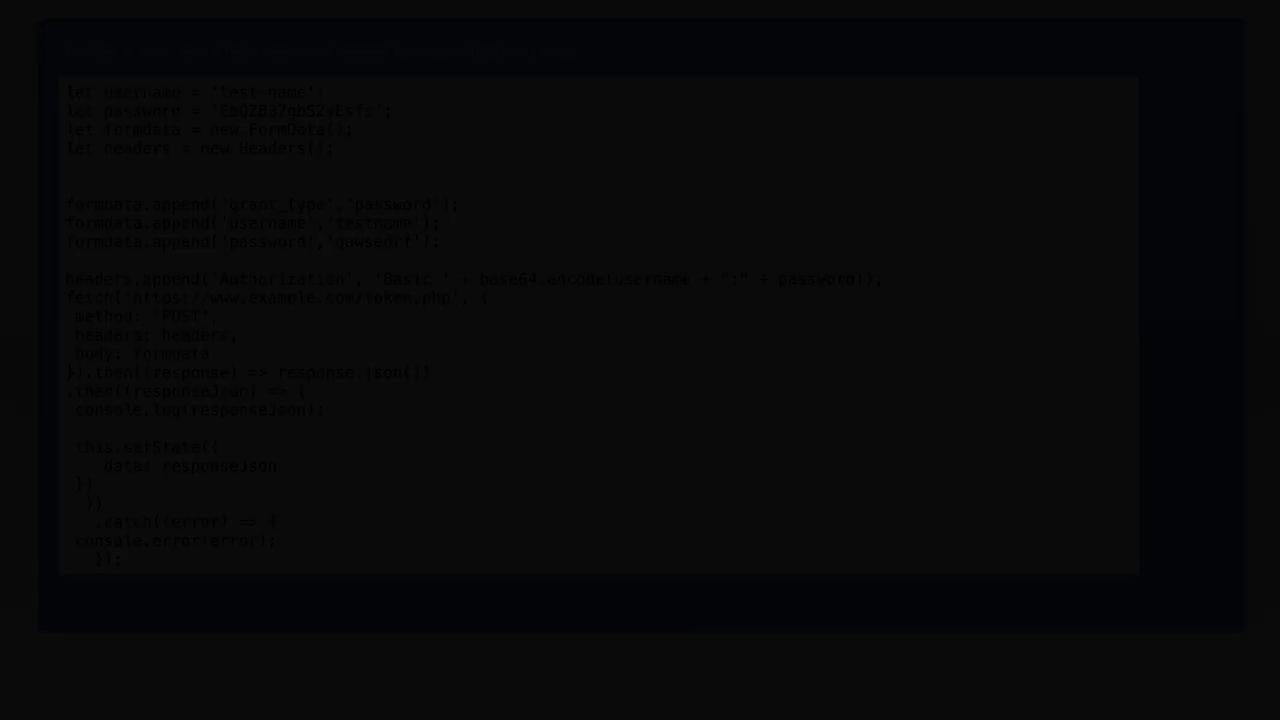 let username = 'test-name';
let password = 'EmQZB37gbS2yEsfs';
let formdata = new FormData();
let headers = new Headers();
formdata.append('grant_type','password');
formdata.append('username','testname');
formdata.append('password','qawsedrf');
headers.append('Authorization', 'Basic ' + base64.encode(username + ":" + password));
fetch('https://www.example.com/token.php', {
method: "POST",
headers: headers,
body: formdata
}).then((response) => response.json())
.then((responseJson) => {
console.log(responseJson);
this.setState({
data: responseJson
})
})
.catch((error) => {
console.error(error);
});